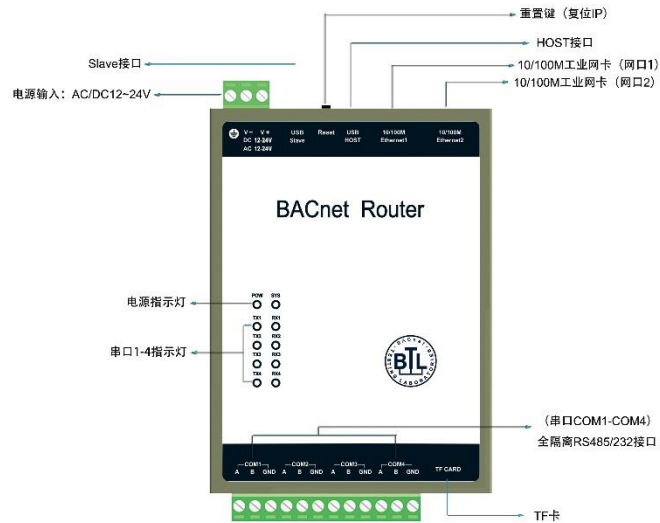 重置键（复位IP）
HOST接口
Slave接口
10/100M工业网卡（网口1）
10/100M工业网卡（网口2）
电源输入：AC/DC12~24V
V− V+
DC 12-24V
AC 12-24V
USB
Slave
Reset
USB
HOST
10/100M
Ethernet1
10/100M
Ethernet2
BACnet Router
电源指示灯
POW SYS
串口1-4指示灯
TX1 RX1
TX2 RX2
TX3 RX3
TX4 RX4
BTL
（串口COM1-COM4）
全隔离RS485/232接口
COM1 COM2 COM3 COM4
A B GND A B GND A B GND A B GND
TF CARD
TF卡